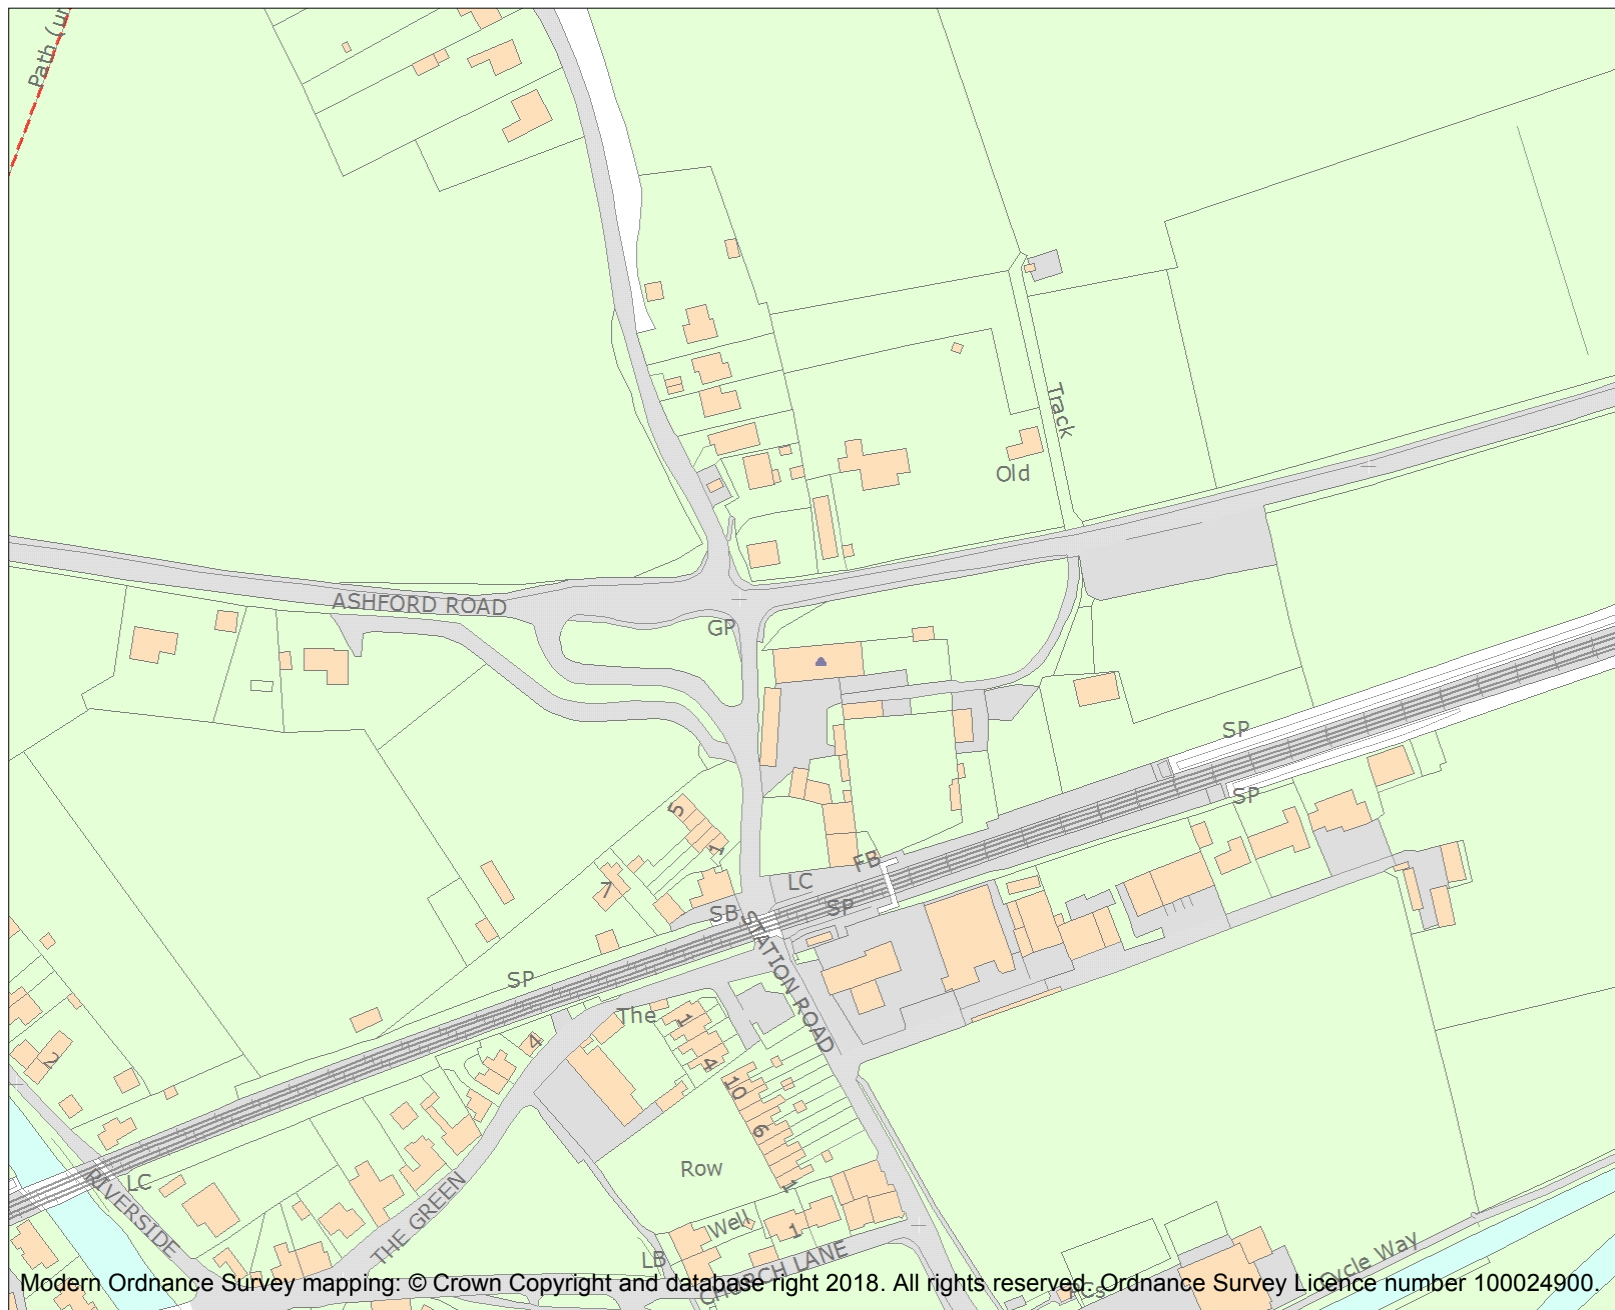 Path (un
Track
Old
ASHFORD ROAD
GP
SP
SP
5
1
FB
7
LC
SB
SP
STATION ROAD
SP
The
1
4
4
2
10
6
Row
1
LC
RIVERSIDE
THE GREEN
Well
1
LB
CHURCH LANE
Cycle Way
PCs
Modern Ordnance Survey mapping: © Crown Copyright and database right 2018. All rights reserved. Ordnance Survey Licence number 100024900.